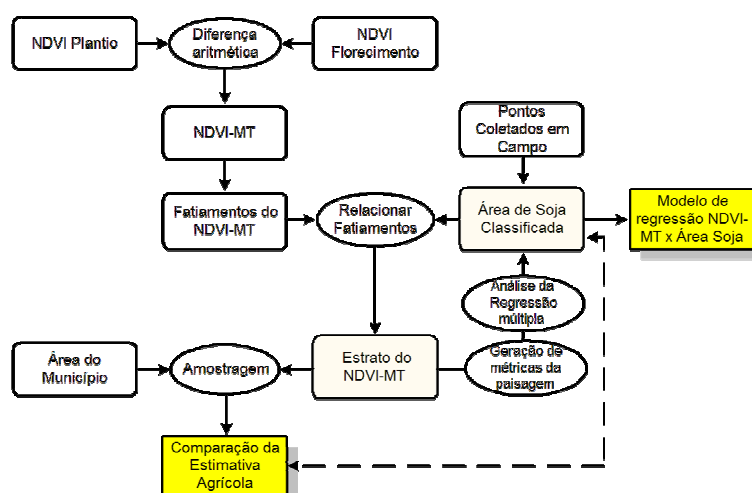 NDVI Plantio
Diferença
aritmética
NDVI
Florecimento
NDVI-MT
Pontos
Coletados em
Campo
Fatiamentos do
NDVI-MT
Relacionar
Fatiamentos
Área de Soja
Classificada
Modelo de
regressão NDVI-
MT x Área Soja
Análise da
Regressão
múltipla
Área do
Município
Amostragem
Estrato do
NDVI-MT
Geração de
métricas da
paisagem
Comparação da
Estimativa
Agrícola